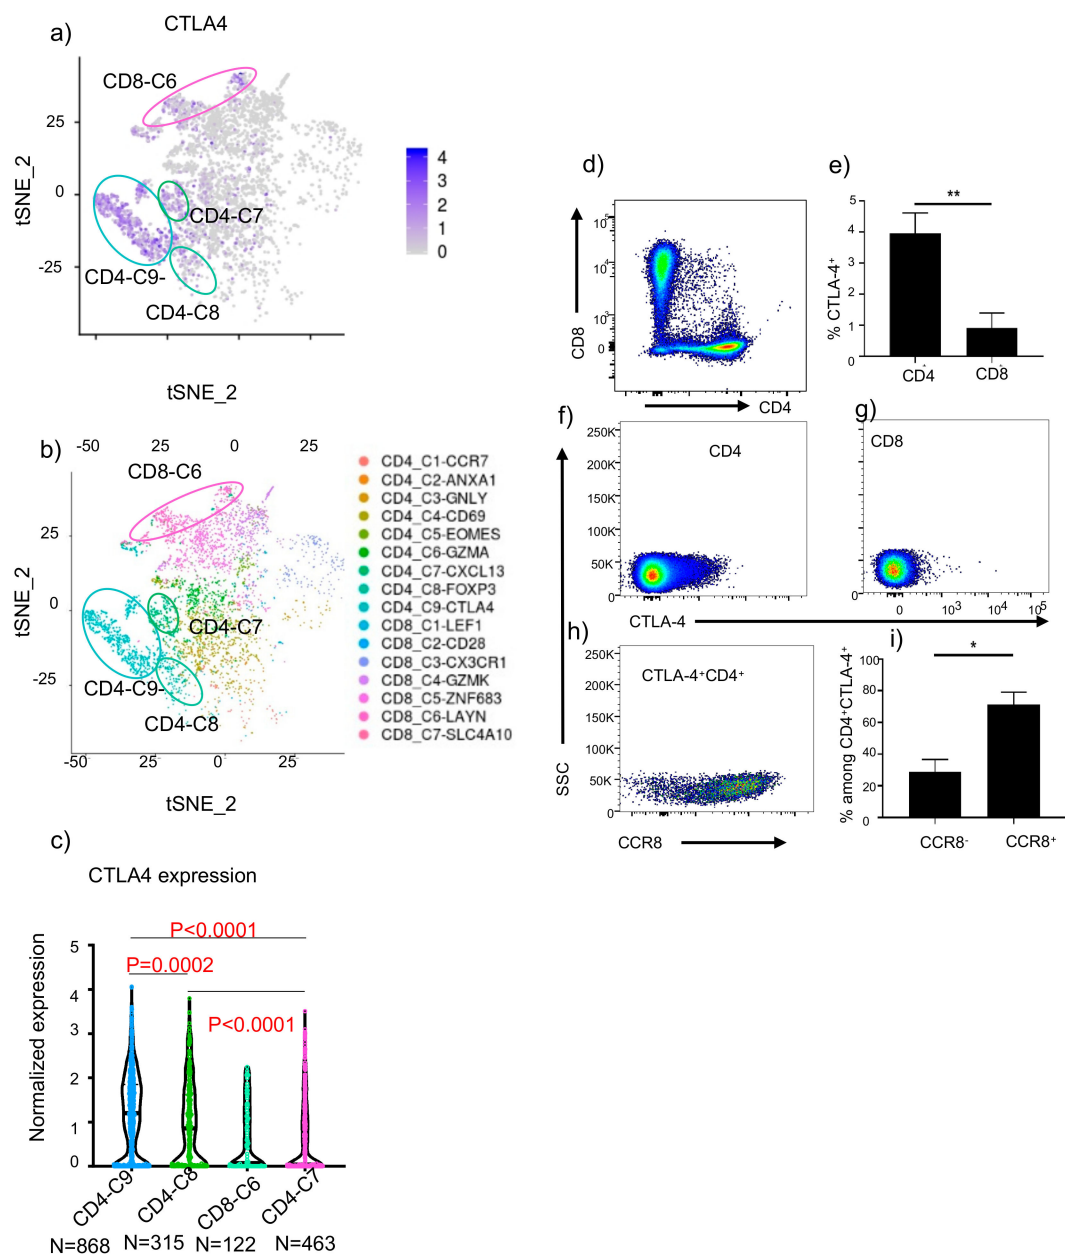 a)
CTLA4
CD8-C6
25
0
-25
tSNE_2
CD4-C7
CD4-C9-
CD4-C8
4
3
2
1
0
tSNE_2
b)
-50
25
0
25
CD8-C6
25
0
-25
tSNE_2
CD4-C7
CD4-C9-
CD4-C8
-50
25
0
25
tSNE_2
CD4_C1-CCR7
CD4_C2-ANXA1
CD4_C3-GNLY
CD4_C4-CD69
CD4_C5-EOMES
CD4_C6-GZMA
CD4_C7-CXCL13
CD4_C8-FOXP3
CD4_C9-CTLA4
CD8_C1-LEF1
CD8_C2-CD28
CD8_C3-CX3CR1
CD8_C4-GZMK
CD8_C5-ZNF683
CD8_C6-LAYN
CD8_C7-SLC4A10
c)
CTLA4 expression
P<0.0001
P=0.0002
P<0.0001
Normalized expression
5
4
3
2
1
0
CD4-C9
CD4-C8
CD8-C6
CD4-C7
N=868
N=315
N=122
N=463
d)
10⁵
10⁴
10³
0
CD8
CD4
e)
**
% CTLA-4⁺
5
4
3
2
1
0
CD4
CD8
f)
250K
200K
150K
100K
50K
0
CD4
g)
CD8
0
10³
10⁴
10⁵
CTLA-4
h)
250K
200K
150K
100K
50K
0
CTLA-4⁺CD4⁺
SSC
CCR8
i)
*
% among CD4⁺CTLA-4⁺
100
80
60
40
20
0
CCR8⁻
CCR8⁺